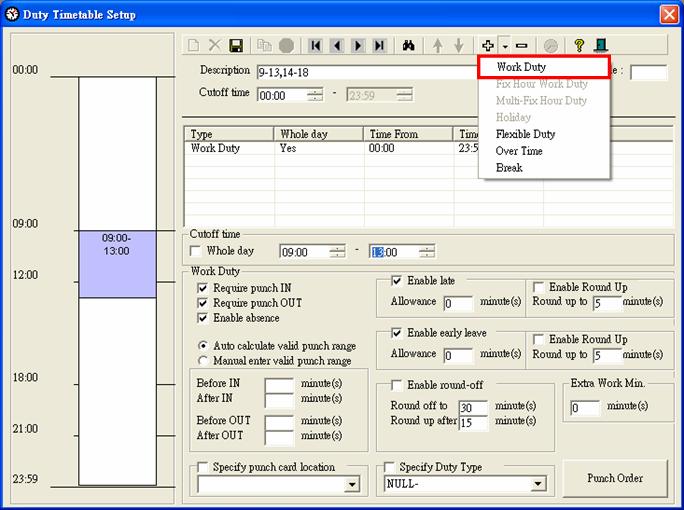 Duty Timetable Setup
00:00
09:00
09:00-
13:00
12:00
18:00
21:00
23:59
Description 9-13,14-18 e :
Cutoff time 00:00 - 23:59
Work Duty
Fix Hour Work Duty
Multi-Fix Hour Duty
Holiday
Flexible Duty
Over Time
Break
Type Whole day Time From Time
Work Duty Yes 00:00 23:5
Cutoff time
Whole day 09:00 - 13:00
Work Duty
Require punch IN
Require punch OUT
Enable absence
Auto calculate valid punch range
Manual enter valid punch range
Before IN minute(s)
After IN minute(s)
Before OUT minute(s)
After OUT minute(s)
Enable late
Allowance 0 minute(s)
Enable Round Up
Round up to 5 minute(s)
Enable early leave
Allowance 0 minute(s)
Enable Round Up
Round up to 5 minute(s)
Enable round-off
Round off to 30 minute(s)
Round up after 15 minute(s)
Extra Work Min.
0 minute(s)
Specify punch card location
Specify Duty Type
NULL-
Punch Order